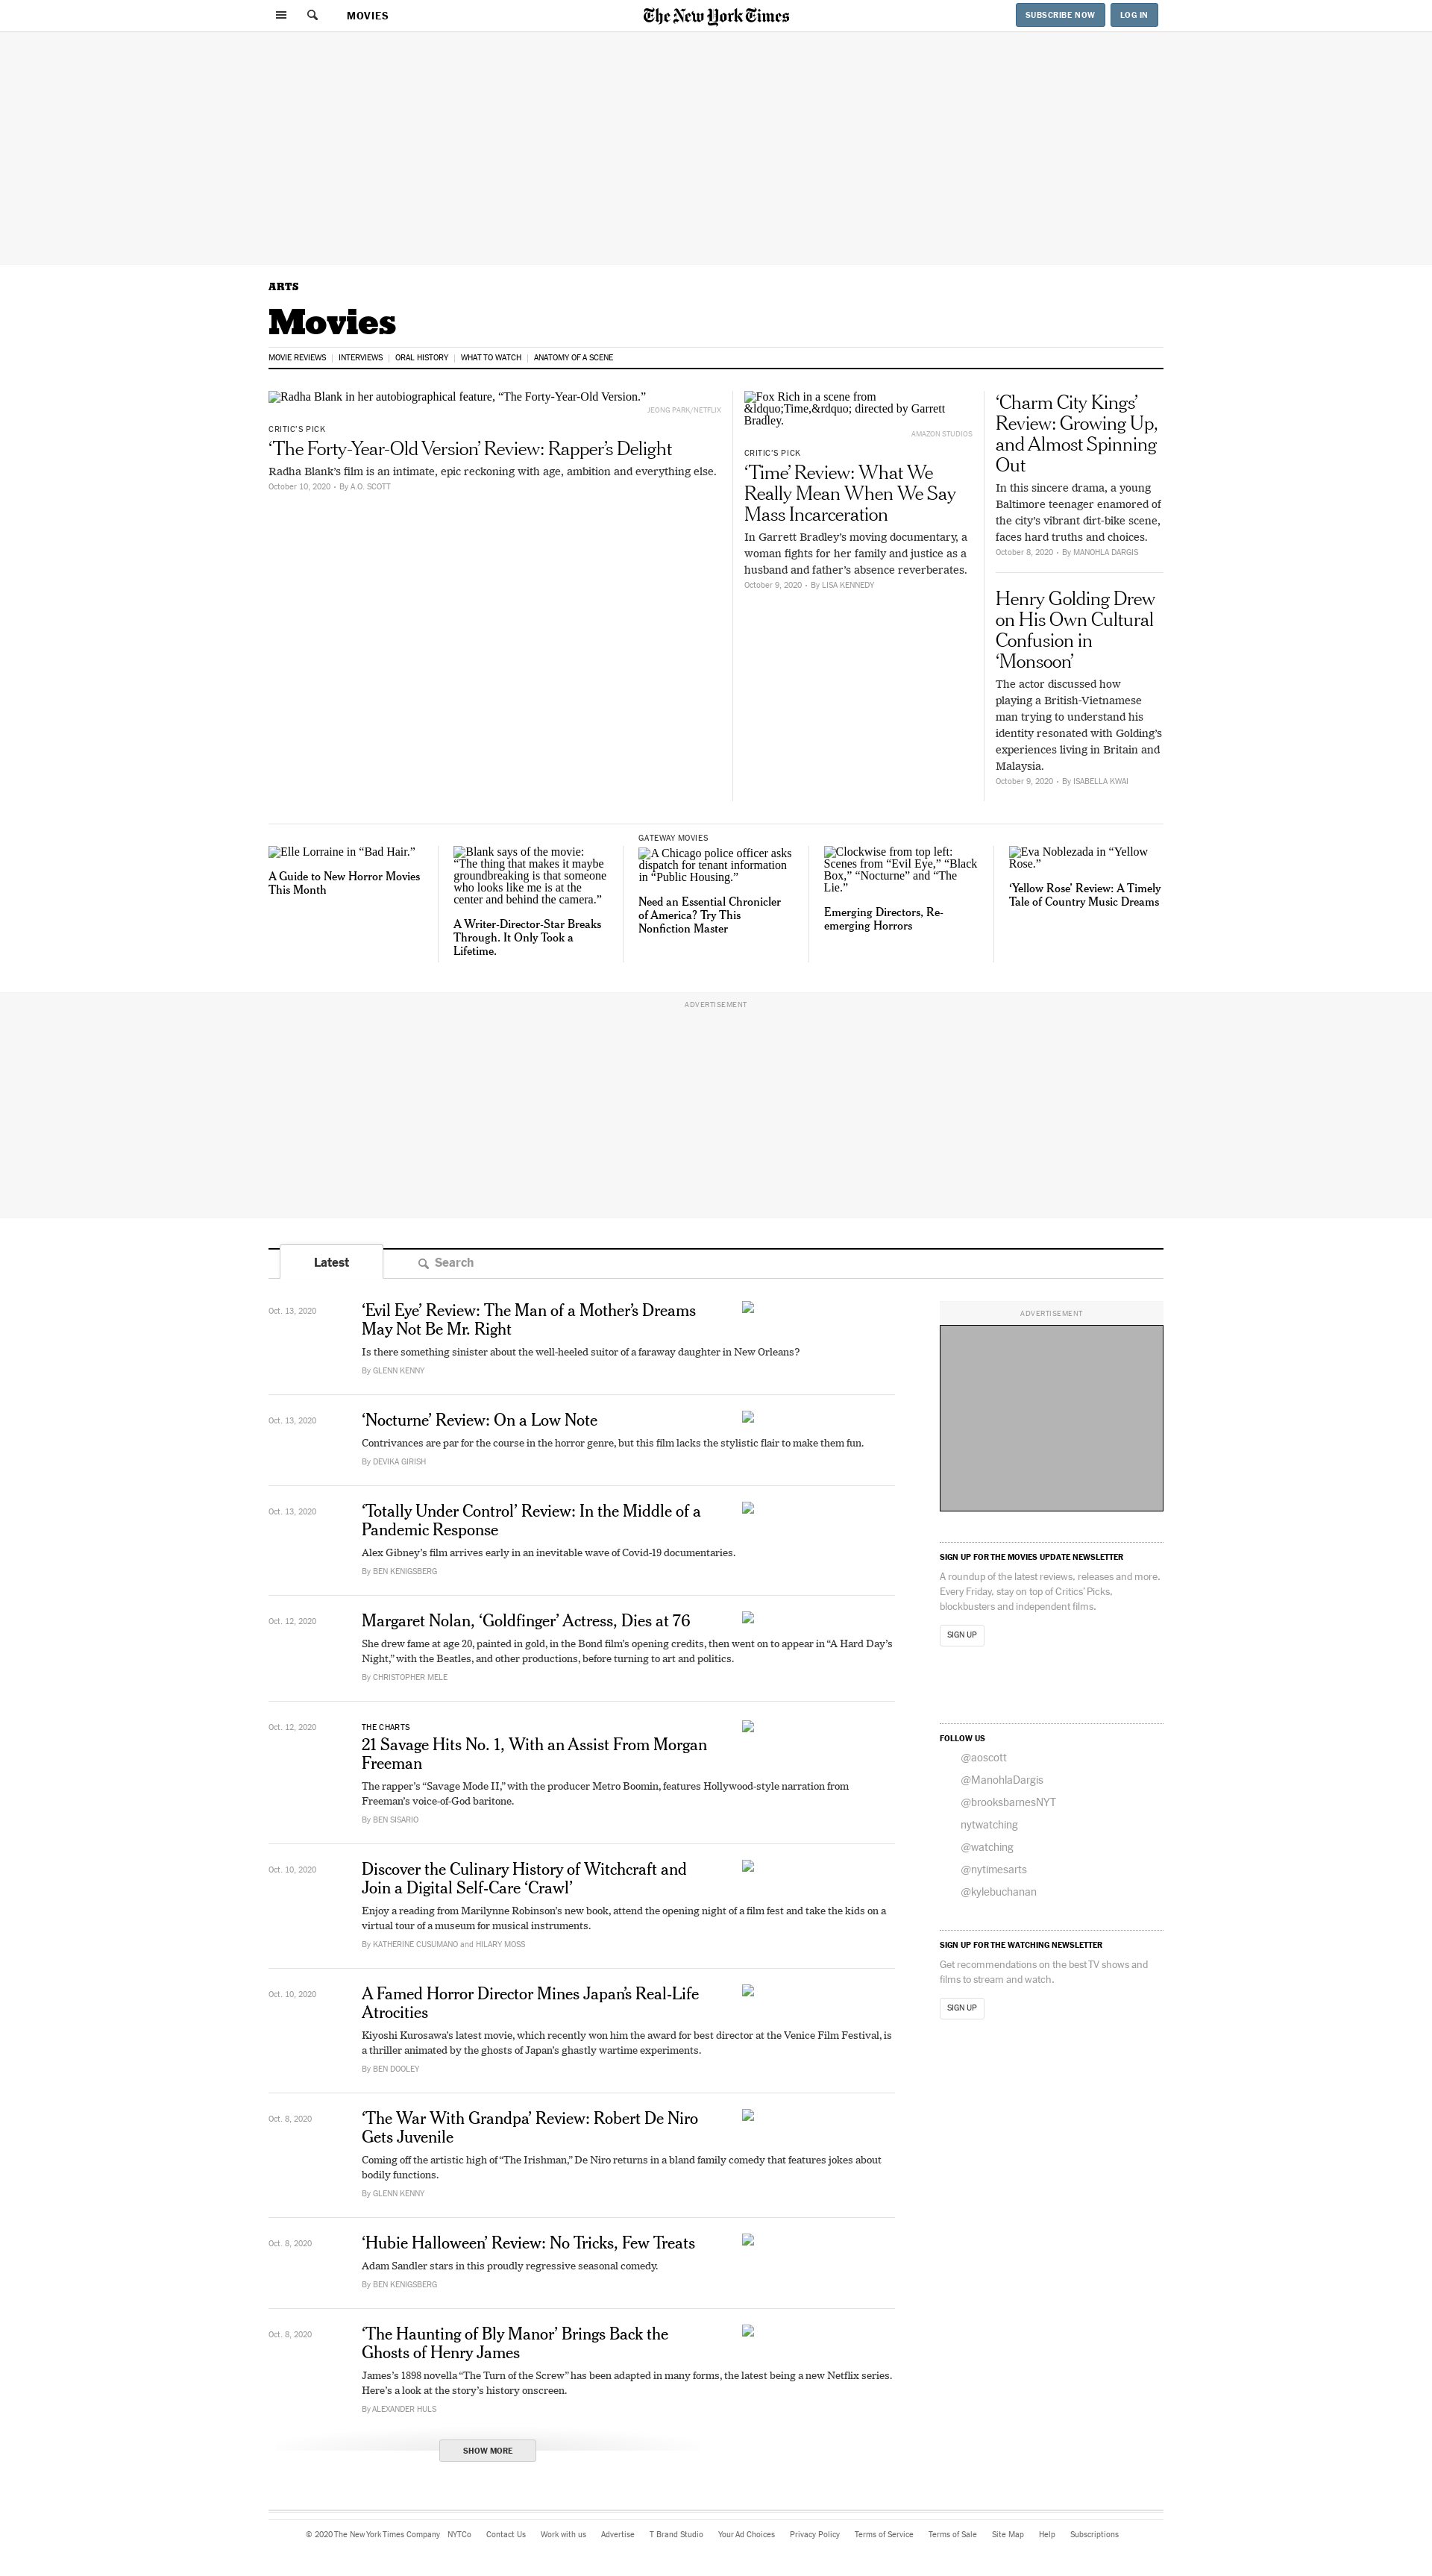 MOVIES
The New York Times
SUBSCRIBE NOW
LOG IN
ARTS
Movies
MOVIE REVIEWS
INTERVIEWS
ORAL HISTORY
WHAT TO WATCH
ANATOMY OF A SCENE
Radha Blank in her autobiographical feature, “The Forty-Year-Old Version.”
JEONG PARK/NETFLIX
CRITIC’S PICK
‘The Forty-Year-Old Version’ Review: Rapper’s Delight
Radha Blank’s film is an intimate, epic reckoning with age, ambition and everything else.
October 10, 2020 • By A.O. SCOTT
Fox Rich in a scene from
&ldquo;Time,&rdquo; directed by Garrett
Bradley.
AMAZON STUDIOS
CRITIC’S PICK
‘Time’ Review: What We
Really Mean When We Say
Mass Incarceration
In Garrett Bradley’s moving documentary, a
woman fights for her family and justice as a
husband and father’s absence reverberates.
October 9, 2020 • By LISA KENNEDY
‘Charm City Kings’
Review: Growing Up,
and Almost Spinning
Out
In this sincere drama, a young
Baltimore teenager enamored of
the city’s vibrant dirt-bike scene,
faces hard truths and choices.
October 8, 2020 • By MANOHLA DARGIS
Henry Golding Drew
on His Own Cultural
Confusion in
‘Monsoon’
The actor discussed how
playing a British-Vietnamese
man trying to understand his
identity resonated with Golding’s
experiences living in Britain and
Malaysia.
October 9, 2020 • By ISABELLA KWAI
Elle Lorraine in “Bad Hair.”
A Guide to New Horror Movies
This Month
Blank says of the movie:
“The thing that makes it maybe
groundbreaking is that someone
who looks like me is at the
center and behind the camera.”
A Writer-Director-Star Breaks
Through. It Only Took a
Lifetime.
GATEWAY MOVIES
A Chicago police officer asks
dispatch for tenant information
in “Public Housing.”
Need an Essential Chronicler
of America? Try This
Nonfiction Master
Clockwise from top left:
Scenes from “Evil Eye,” “Black
Box,” “Nocturne” and “The
Lie.”
Emerging Directors, Re-
emerging Horrors
Eva Noblezada in “Yellow
Rose.”
‘Yellow Rose’ Review: A Timely
Tale of Country Music Dreams
ADVERTISEMENT
Latest
Search
Oct. 13, 2020
‘Evil Eye’ Review: The Man of a Mother’s Dreams
May Not Be Mr. Right
Is there something sinister about the well-heeled suitor of a faraway daughter in New Orleans?
By GLENN KENNY
Oct. 13, 2020
‘Nocturne’ Review: On a Low Note
Contrivances are par for the course in the horror genre, but this film lacks the stylistic flair to make them fun.
By DEVIKA GIRISH
Oct. 13, 2020
‘Totally Under Control’ Review: In the Middle of a
Pandemic Response
Alex Gibney’s film arrives early in an inevitable wave of Covid-19 documentaries.
By BEN KENIGSBERG
Oct. 12, 2020
Margaret Nolan, ‘Goldfinger’ Actress, Dies at 76
She drew fame at age 20, painted in gold, in the Bond film’s opening credits, then went on to appear in “A Hard Day’s
Night,” with the Beatles, and other productions, before turning to art and politics.
By CHRISTOPHER MELE
Oct. 12, 2020
THE CHARTS
21 Savage Hits No. 1, With an Assist From Morgan
Freeman
The rapper’s “Savage Mode II,” with the producer Metro Boomin, features Hollywood-style narration from
Freeman’s voice-of-God baritone.
By BEN SISARIO
Oct. 10, 2020
Discover the Culinary History of Witchcraft and
Join a Digital Self-Care ‘Crawl’
Enjoy a reading from Marilynne Robinson’s new book, attend the opening night of a film fest and take the kids on a
virtual tour of a museum for musical instruments.
By KATHERINE CUSUMANO and HILARY MOSS
Oct. 10, 2020
A Famed Horror Director Mines Japan’s Real-Life
Atrocities
Kiyoshi Kurosawa’s latest movie, which recently won him the award for best director at the Venice Film Festival, is
a thriller animated by the ghosts of Japan’s ghastly wartime experiments.
By BEN DOOLEY
Oct. 8, 2020
‘The War With Grandpa’ Review: Robert De Niro
Gets Juvenile
Coming off the artistic high of “The Irishman,” De Niro returns in a bland family comedy that features jokes about
bodily functions.
By GLENN KENNY
Oct. 8, 2020
‘Hubie Halloween’ Review: No Tricks, Few Treats
Adam Sandler stars in this proudly regressive seasonal comedy.
By BEN KENIGSBERG
Oct. 8, 2020
‘The Haunting of Bly Manor’ Brings Back the
Ghosts of Henry James
James’s 1898 novella “The Turn of the Screw” has been adapted in many forms, the latest being a new Netflix series.
Here’s a look at the story’s history onscreen.
By ALEXANDER HULS
SHOW MORE
ADVERTISEMENT
SIGN UP FOR THE MOVIES UPDATE NEWSLETTER
A roundup of the latest reviews, releases and more.
Every Friday, stay on top of Critics’ Picks,
blockbusters and independent films.
SIGN UP
FOLLOW US
@aoscott
@ManohlaDargis
@brooksbarnesNYT
nytwatching
@watching
@nytimesarts
@kylebuchanan
SIGN UP FOR THE WATCHING NEWSLETTER
Get recommendations on the best TV shows and
films to stream and watch.
SIGN UP
© 2020 The New York Times Company NYTCo Contact Us Work with us Advertise T Brand Studio Your Ad Choices Privacy Policy Terms of Service Terms of Sale Site Map Help Subscriptions